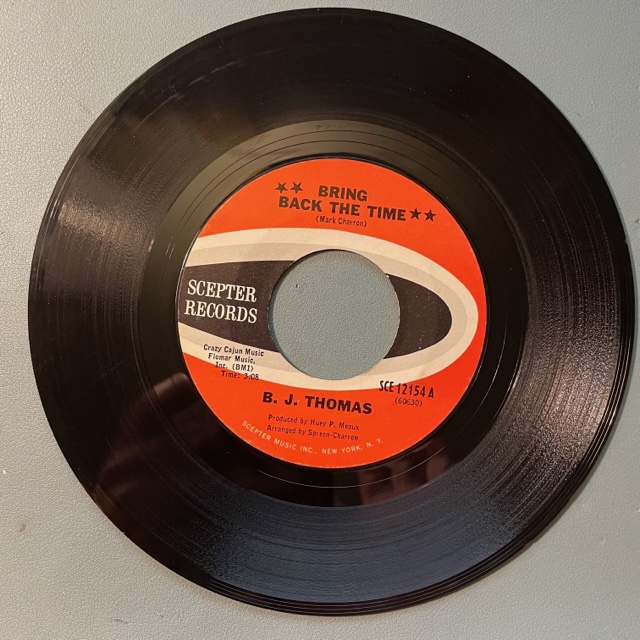 ★★ BRING
BACK THE TIME ★★
(Mark Charron)
SCEPTER
RECORDS
Crazy Cajun Music
Flomar Music,
Inc. (BMI)
Time: 3:08
SCE 12154 A
(60630)
B. J. THOMAS
Produced by Huey P. Meaux
Arranged by Spreen-Charron
SCEPTER MUSIC INC., NEW YORK, N. Y.